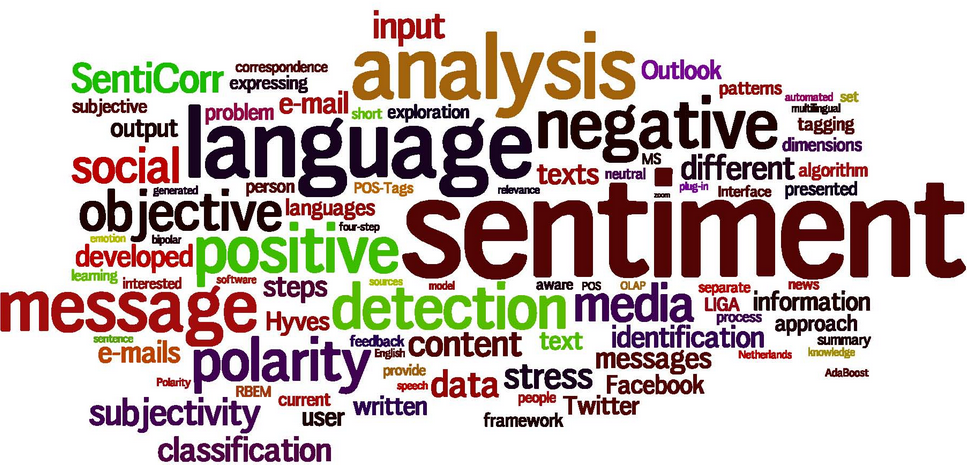 input
analysis
SentiCorr
correspondence
expressing
Outlook
patterns
subjective
problem
e-mail
short
exploration
automated
set
multilingual
output
language
negative
tagging
dimensions
social
texts
neutral
MS
different
algorithm
generated
person
POS-Tags
relevance
zoom
plug-in
Interface
presented
objective
languages
sentiment
four-step
emotion
bipolar
positive
developed
learning
interested
software
steps
sources
model
aware
POS
OLAP
separate
news
message
Hyves
detection
media
LIGA
information
process
approach
sentence
e-mails
feedback
English
content
text
identification
summary
polarity
provide
messages
Netherlands
knowledge
Polarity
RBEM
speech
data
stress
Facebook
AdaBoost
subjectivity
current
user
written
people
Twitter
framework
classification